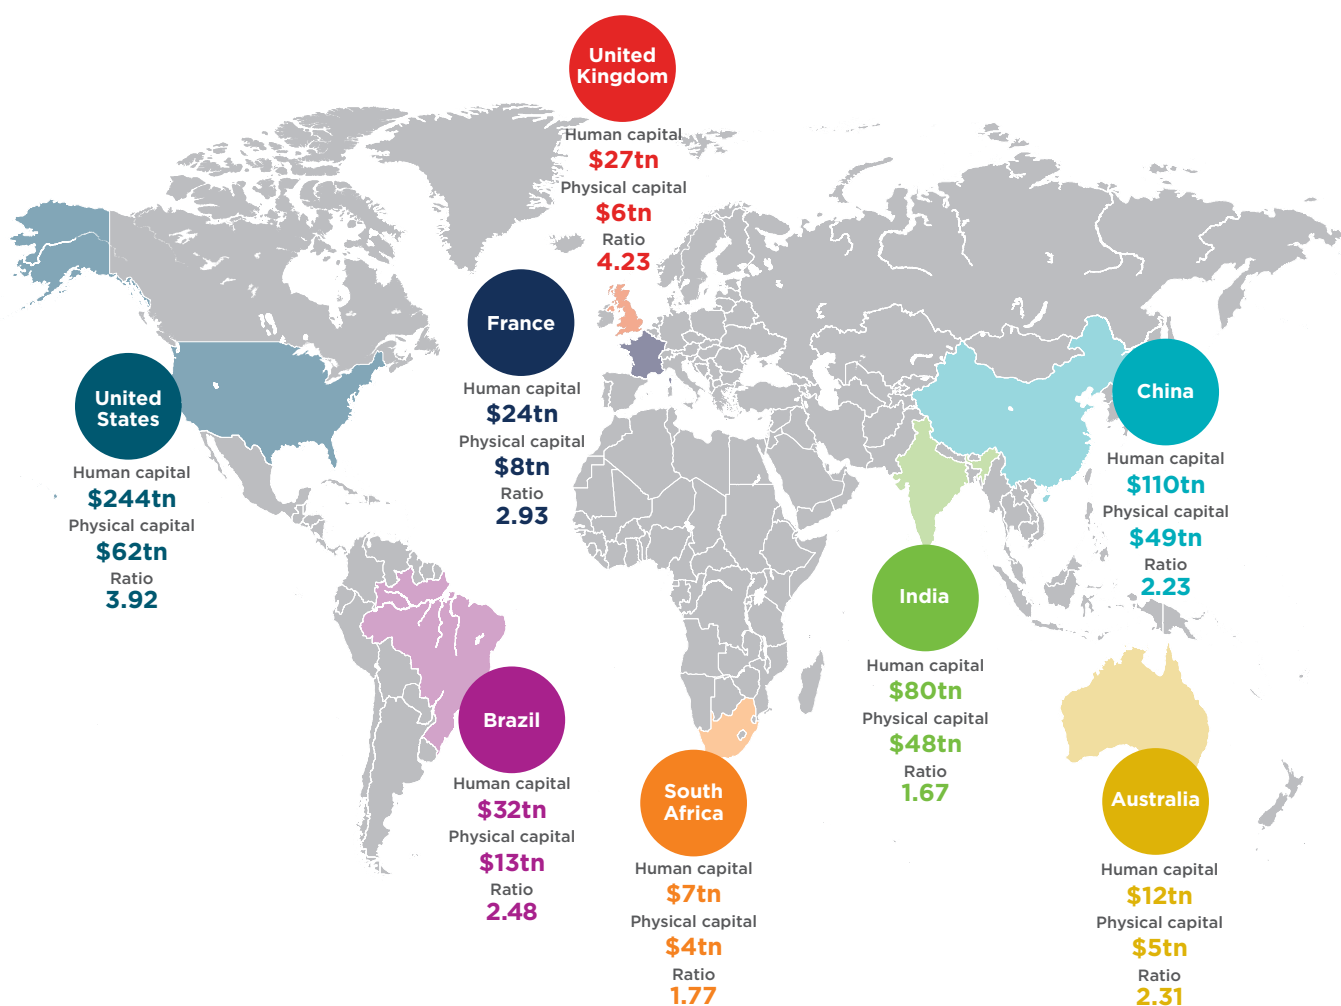 United
Kingdom
Human capital
$27tn
Physical capital
$6tn
Ratio
4.23
France
Human capital
$24tn
Physical capital
$8tn
Ratio
2.93
United
States
Human capital
$244tn
Physical capital
$62tn
Ratio
3.92
China
Human capital
$110tn
Physical capital
$49tn
Ratio
2.23
India
Human capital
$80tn
Physical capital
$48tn
Ratio
1.67
Brazil
Human capital
$32tn
Physical capital
$13tn
Ratio
2.48
South
Africa
Human capital
$7tn
Physical capital
$4tn
Ratio
1.77
Australia
Human capital
$12tn
Physical capital
$5tn
Ratio
2.31